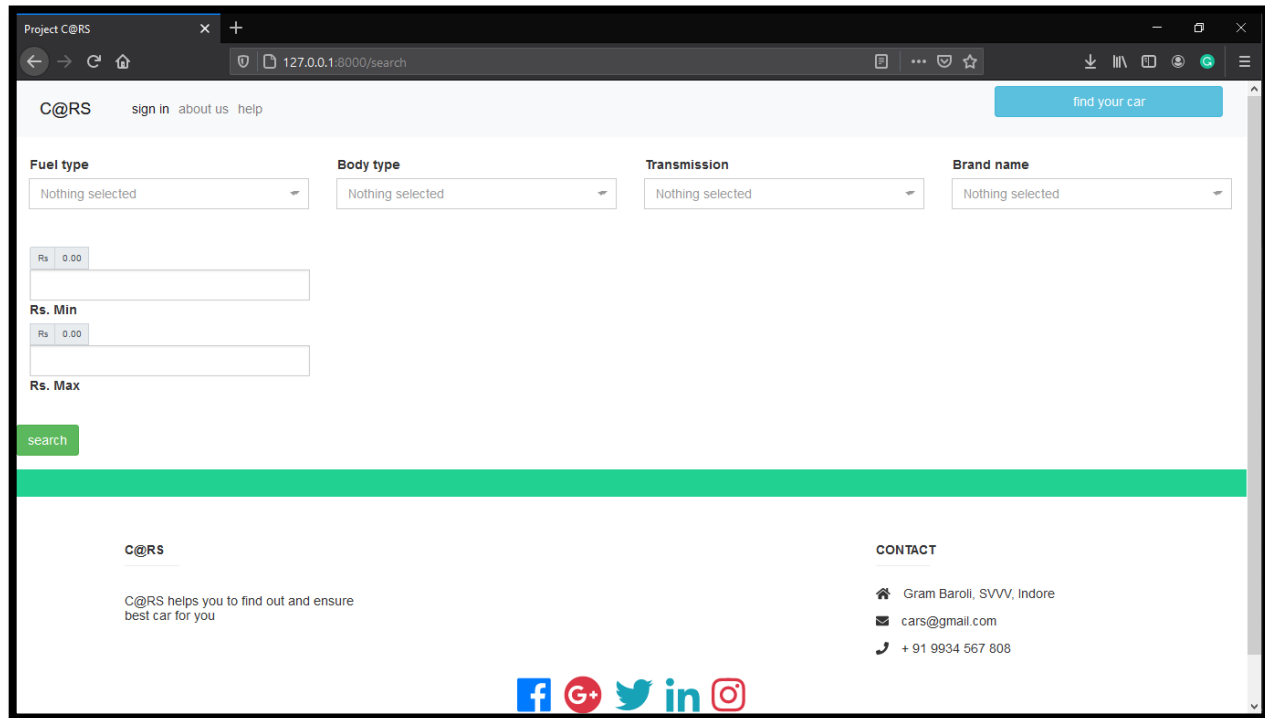 Project C@RS
127.0.0.1:8000/search
C@RS sign in about us help find your car
Fuel type Body type Transmission Brand name
Nothing selected Nothing selected Nothing selected Nothing selected
Rs 0.00
Rs. Min
Rs 0.00
Rs. Max
search
C@RS CONTACT
C@RS helps you to find out and ensure
best car for you
Gram Baroli, SVVV, Indore
cars@gmail.com
+ 91 9934 567 808